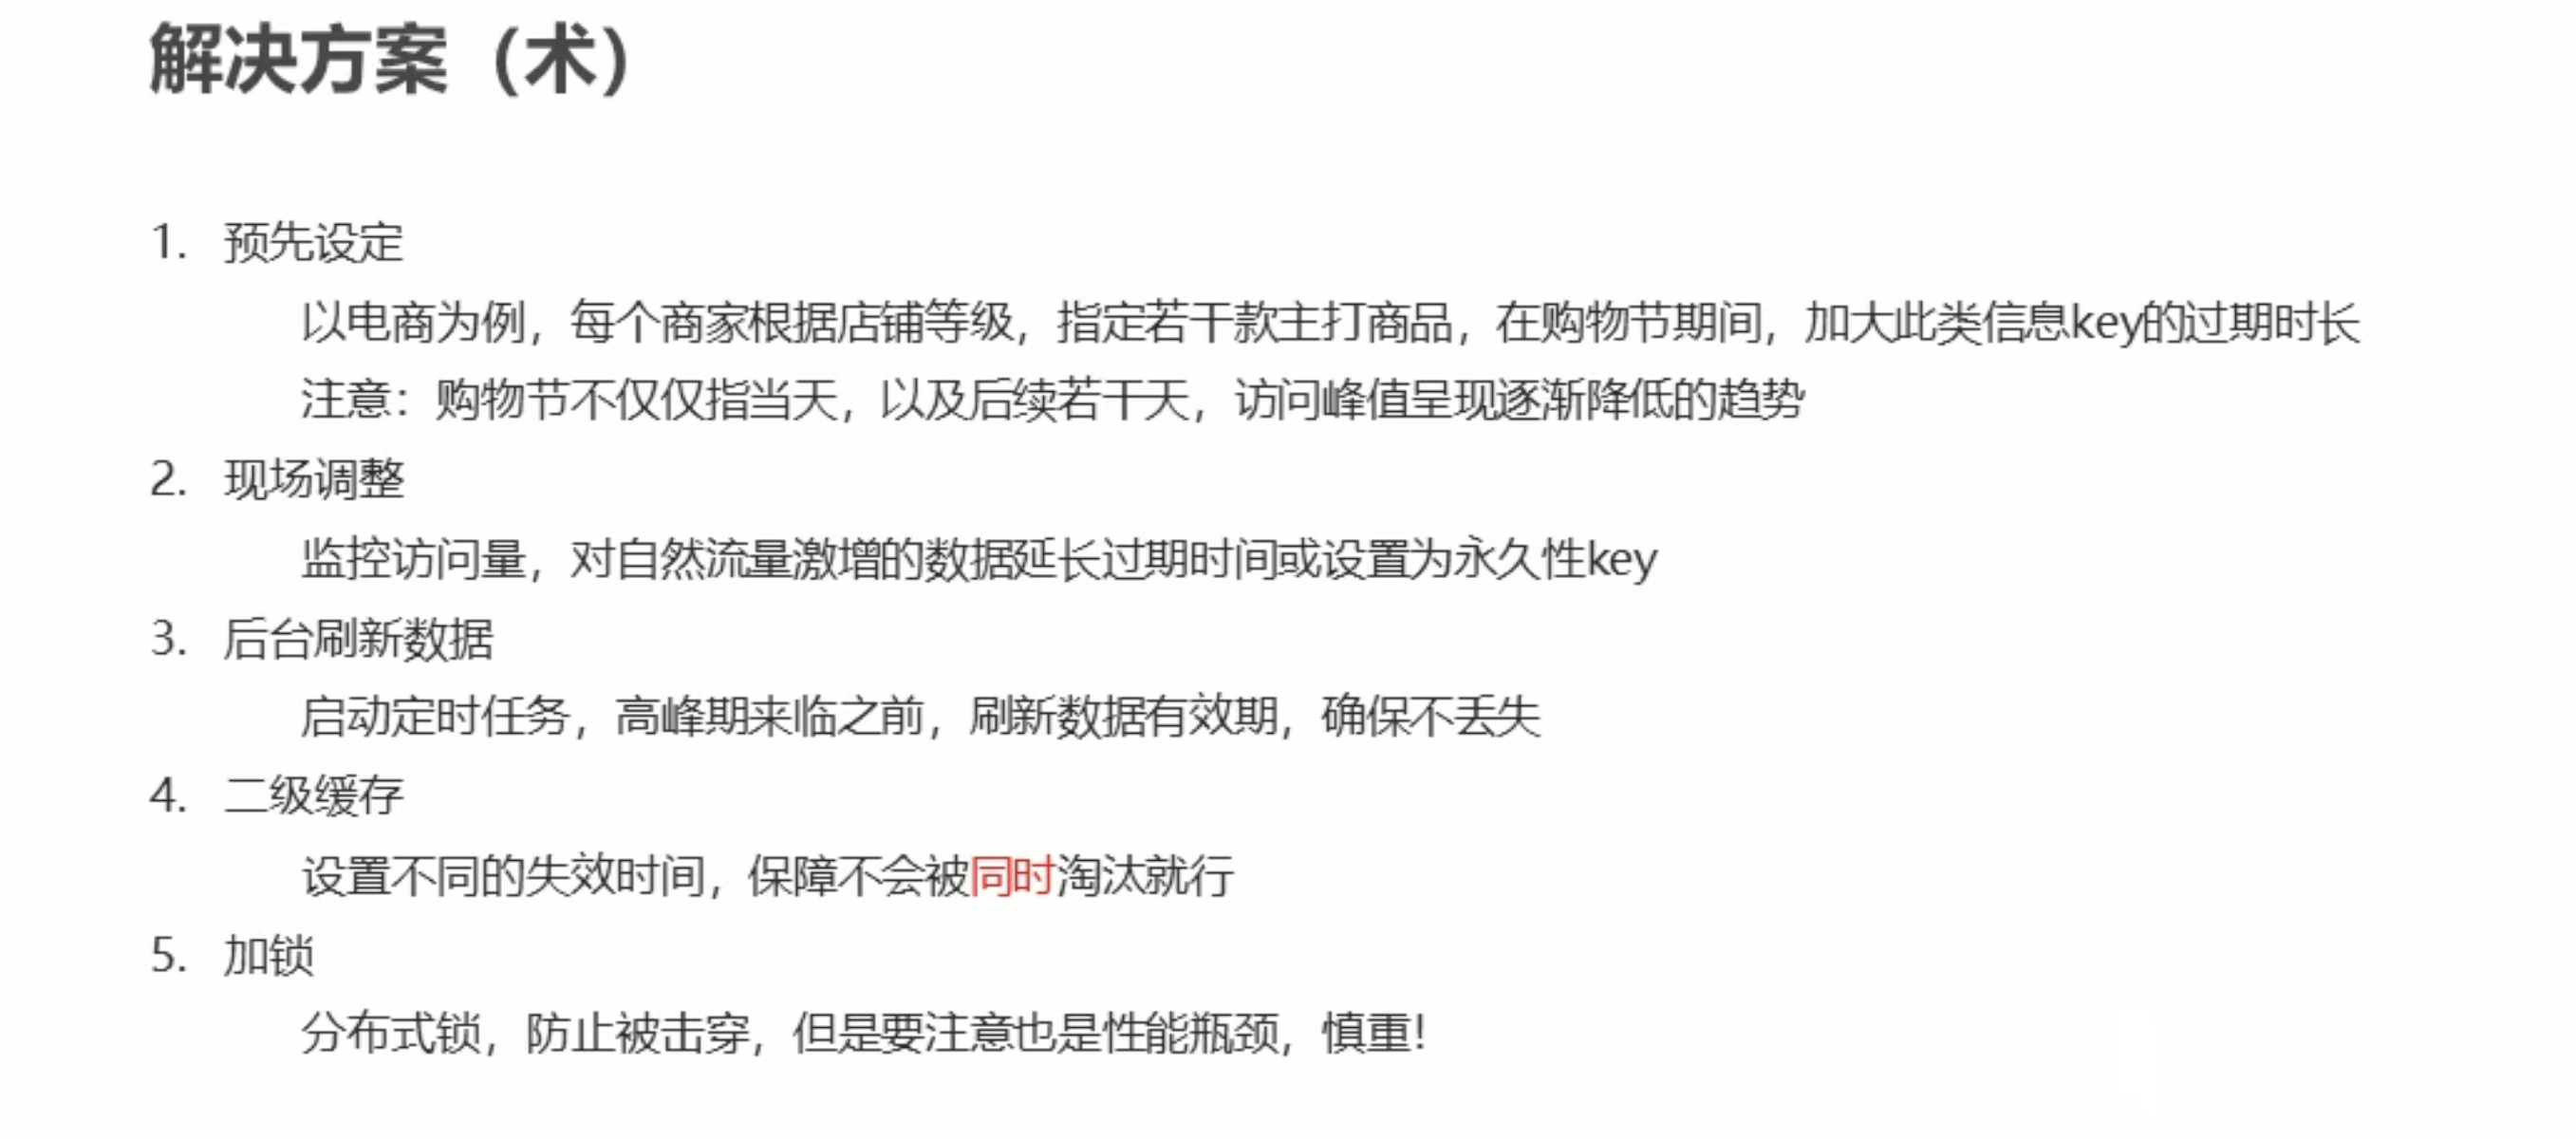 解决方案（术）
1. 预先设定
以电商为例，每个商家根据店铺等级，指定若干款主打商品，在购物节期间，加大此类信息key的过期时长
注意：购物节不仅仅指当天，以及后续若干天，访问峰值呈现逐渐降低的趋势
2. 现场调整
监控访问量，对自然流量激增的数据延长过期时间或设置为永久性key
3. 后台刷新数据
启动定时任务，高峰期来临之前，刷新数据有效期，确保不丢失
4. 二级缓存
设置不同的失效时间，保障不会被同时淘汰就行
5. 加锁
分布式锁，防止被击穿，但是要注意也是性能瓶颈，慎重！